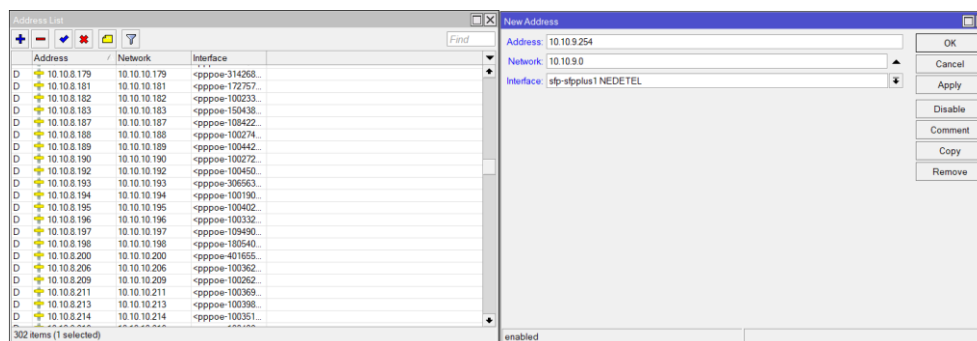 Address List
Find
Address / Network Interface
D 10.10.8.179 10.10.10.179 <pppoe-314268...
D 10.10.8.181 10.10.10.181 <pppoe-172757...
D 10.10.8.182 10.10.10.182 <pppoe-100233...
D 10.10.8.183 10.10.10.183 <pppoe-150438...
D 10.10.8.187 10.10.10.187 <pppoe-108422...
D 10.10.8.188 10.10.10.188 <pppoe-100274...
D 10.10.8.189 10.10.10.189 <pppoe-100442...
D 10.10.8.190 10.10.10.190 <pppoe-100272...
D 10.10.8.192 10.10.10.192 <pppoe-100450...
D 10.10.8.193 10.10.10.193 <pppoe-306563...
D 10.10.8.194 10.10.10.194 <pppoe-100190...
D 10.10.8.195 10.10.10.195 <pppoe-100402...
D 10.10.8.196 10.10.10.196 <pppoe-100332...
D 10.10.8.197 10.10.10.197 <pppoe-109490...
D 10.10.8.198 10.10.10.198 <pppoe-180540...
D 10.10.8.200 10.10.10.200 <pppoe-401655...
D 10.10.8.206 10.10.10.206 <pppoe-100362...
D 10.10.8.209 10.10.10.209 <pppoe-100262...
D 10.10.8.211 10.10.10.211 <pppoe-100369...
D 10.10.8.213 10.10.10.213 <pppoe-100398...
D 10.10.8.214 10.10.10.214 <pppoe-100351...
302 items (1 selected)
New Address
Address: 10.10.9.254
Network: 10.10.9.0
Interface: sfp-sfpplus1 NEDETEL
OK
Cancel
Apply
Disable
Comment
Copy
Remove
enabled